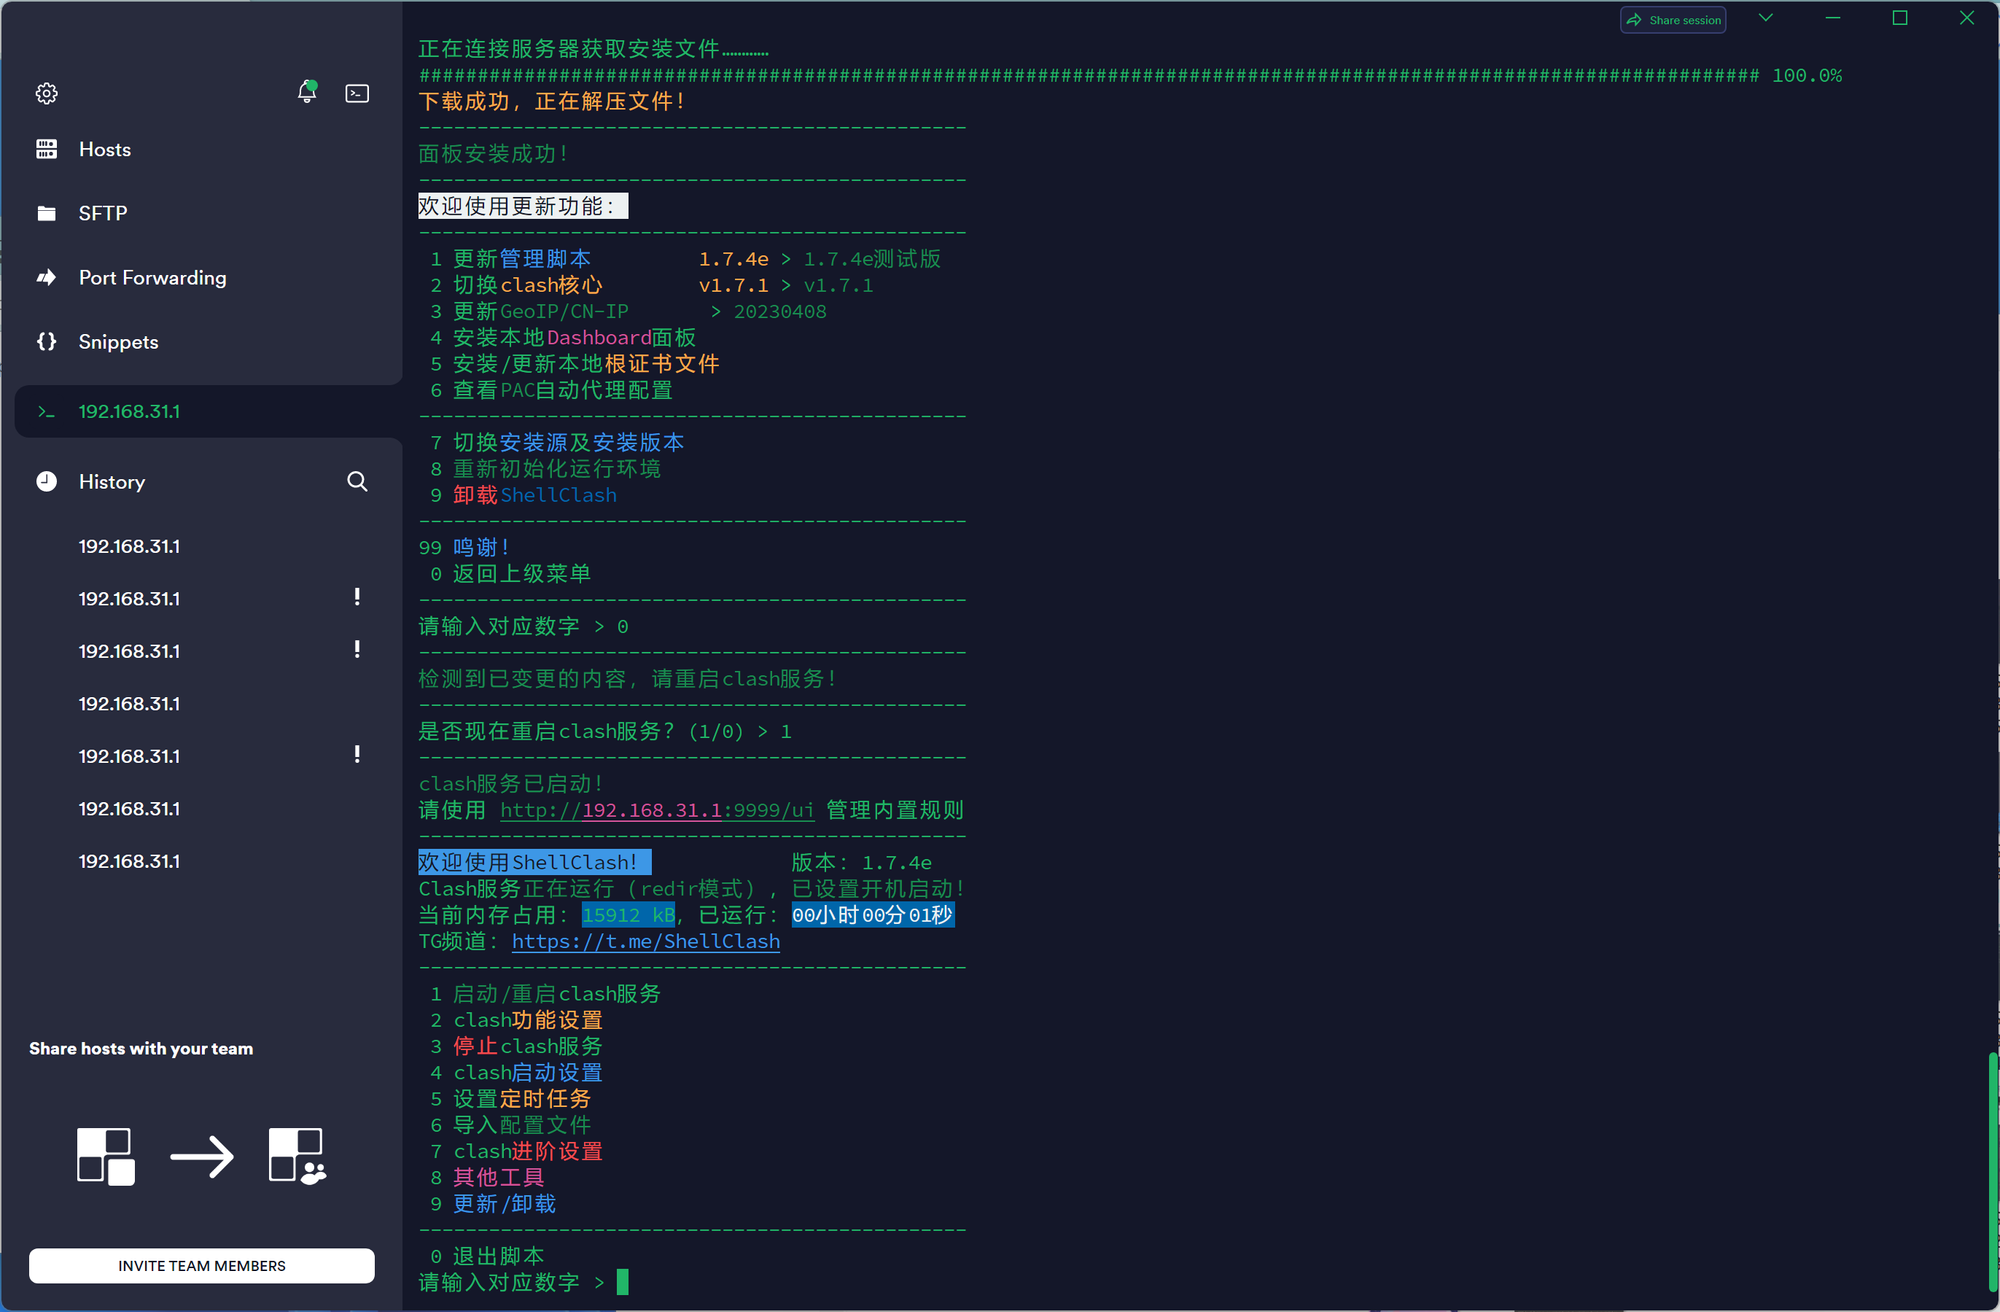 Share session
Hosts
SFTP
Port Forwarding
Snippets
192.168.31.1
History
192.168.31.1
192.168.31.1 !
192.168.31.1 !
192.168.31.1
192.168.31.1 !
192.168.31.1
192.168.31.1
Share hosts with your team
INVITE TEAM MEMBERS
正在连接服务器获取安装文件…………
################################################################################################################### 100.0%
下载成功，正在解压文件！
-----------------------------------------------
面板安装成功！
-----------------------------------------------
欢迎使用更新功能：
-----------------------------------------------
1 更新管理脚本 1.7.4e > 1.7.4e测试版
2 切换clash核心 v1.7.1 > v1.7.1
3 更新GeoIP/CN-IP > 20230408
4 安装本地Dashboard面板
5 安装/更新本地根证书文件
6 查看PAC自动代理配置
-----------------------------------------------
7 切换安装源及安装版本
8 重新初始化运行环境
9 卸载ShellClash
-----------------------------------------------
99 鸣谢！
0 返回上级菜单
-----------------------------------------------
请输入对应数字 > 0
-----------------------------------------------
检测到已变更的内容，请重启clash服务！
-----------------------------------------------
是否现在重启clash服务？(1/0) > 1
-----------------------------------------------
clash服务已启动！
请使用 http://192.168.31.1:9999/ui 管理内置规则
-----------------------------------------------
欢迎使用ShellClash！ 版本：1.7.4e
Clash服务正在运行（redir模式），已设置开机启动！
当前内存占用：15912 kB，已运行：00小时00分01秒
TG频道：https://t.me/ShellClash
-----------------------------------------------
1 启动/重启clash服务
2 clash功能设置
3 停止clash服务
4 clash启动设置
5 设置定时任务
6 导入配置文件
7 clash进阶设置
8 其他工具
9 更新/卸载
-----------------------------------------------
0 退出脚本
请输入对应数字 >